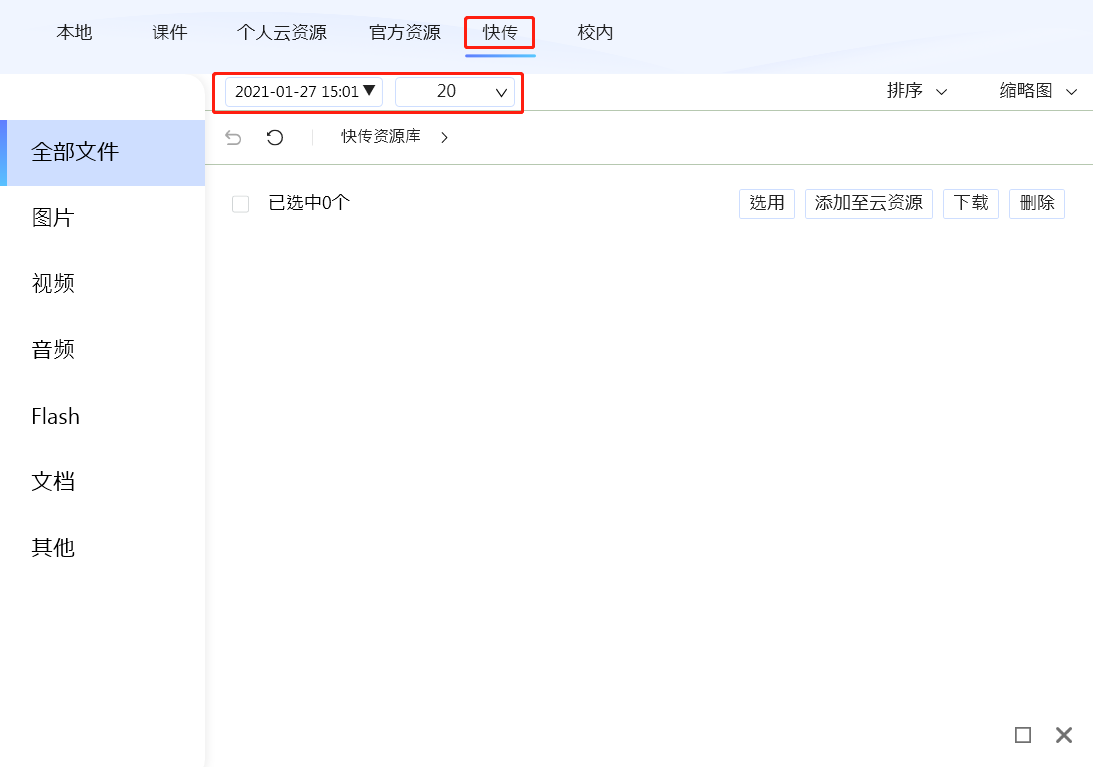 本地 课件 个人云资源 官方资源 快传 校内
2021-01-27 15:01 20 排序 缩略图
快传资源库
全部文件
图片
视频
音频
Flash
文档
其他
已选中0个 选用 添加至云资源 下载 删除